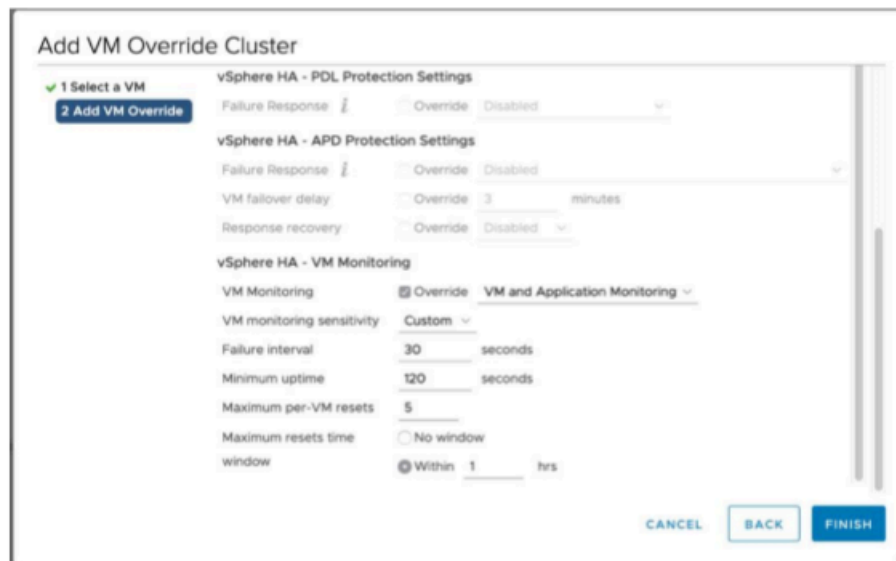 Add VM Override Cluster
1 Select a VM
2 Add VM Override
vSphere HA - PDL Protection Settings
Failure Response i Override Disabled
vSphere HA - APD Protection Settings
Failure Response i Override Disabled
VM failover delay Override 3 minutes
Response recovery Override Disabled
vSphere HA - VM Monitoring
VM Monitoring Override VM and Application Monitoring
VM monitoring sensitivity Custom
Failure interval 30 seconds
Minimum uptime 120 seconds
Maximum per-VM resets 5
Maximum resets time No window
window Within 1 hrs
CANCEL BACK FINISH